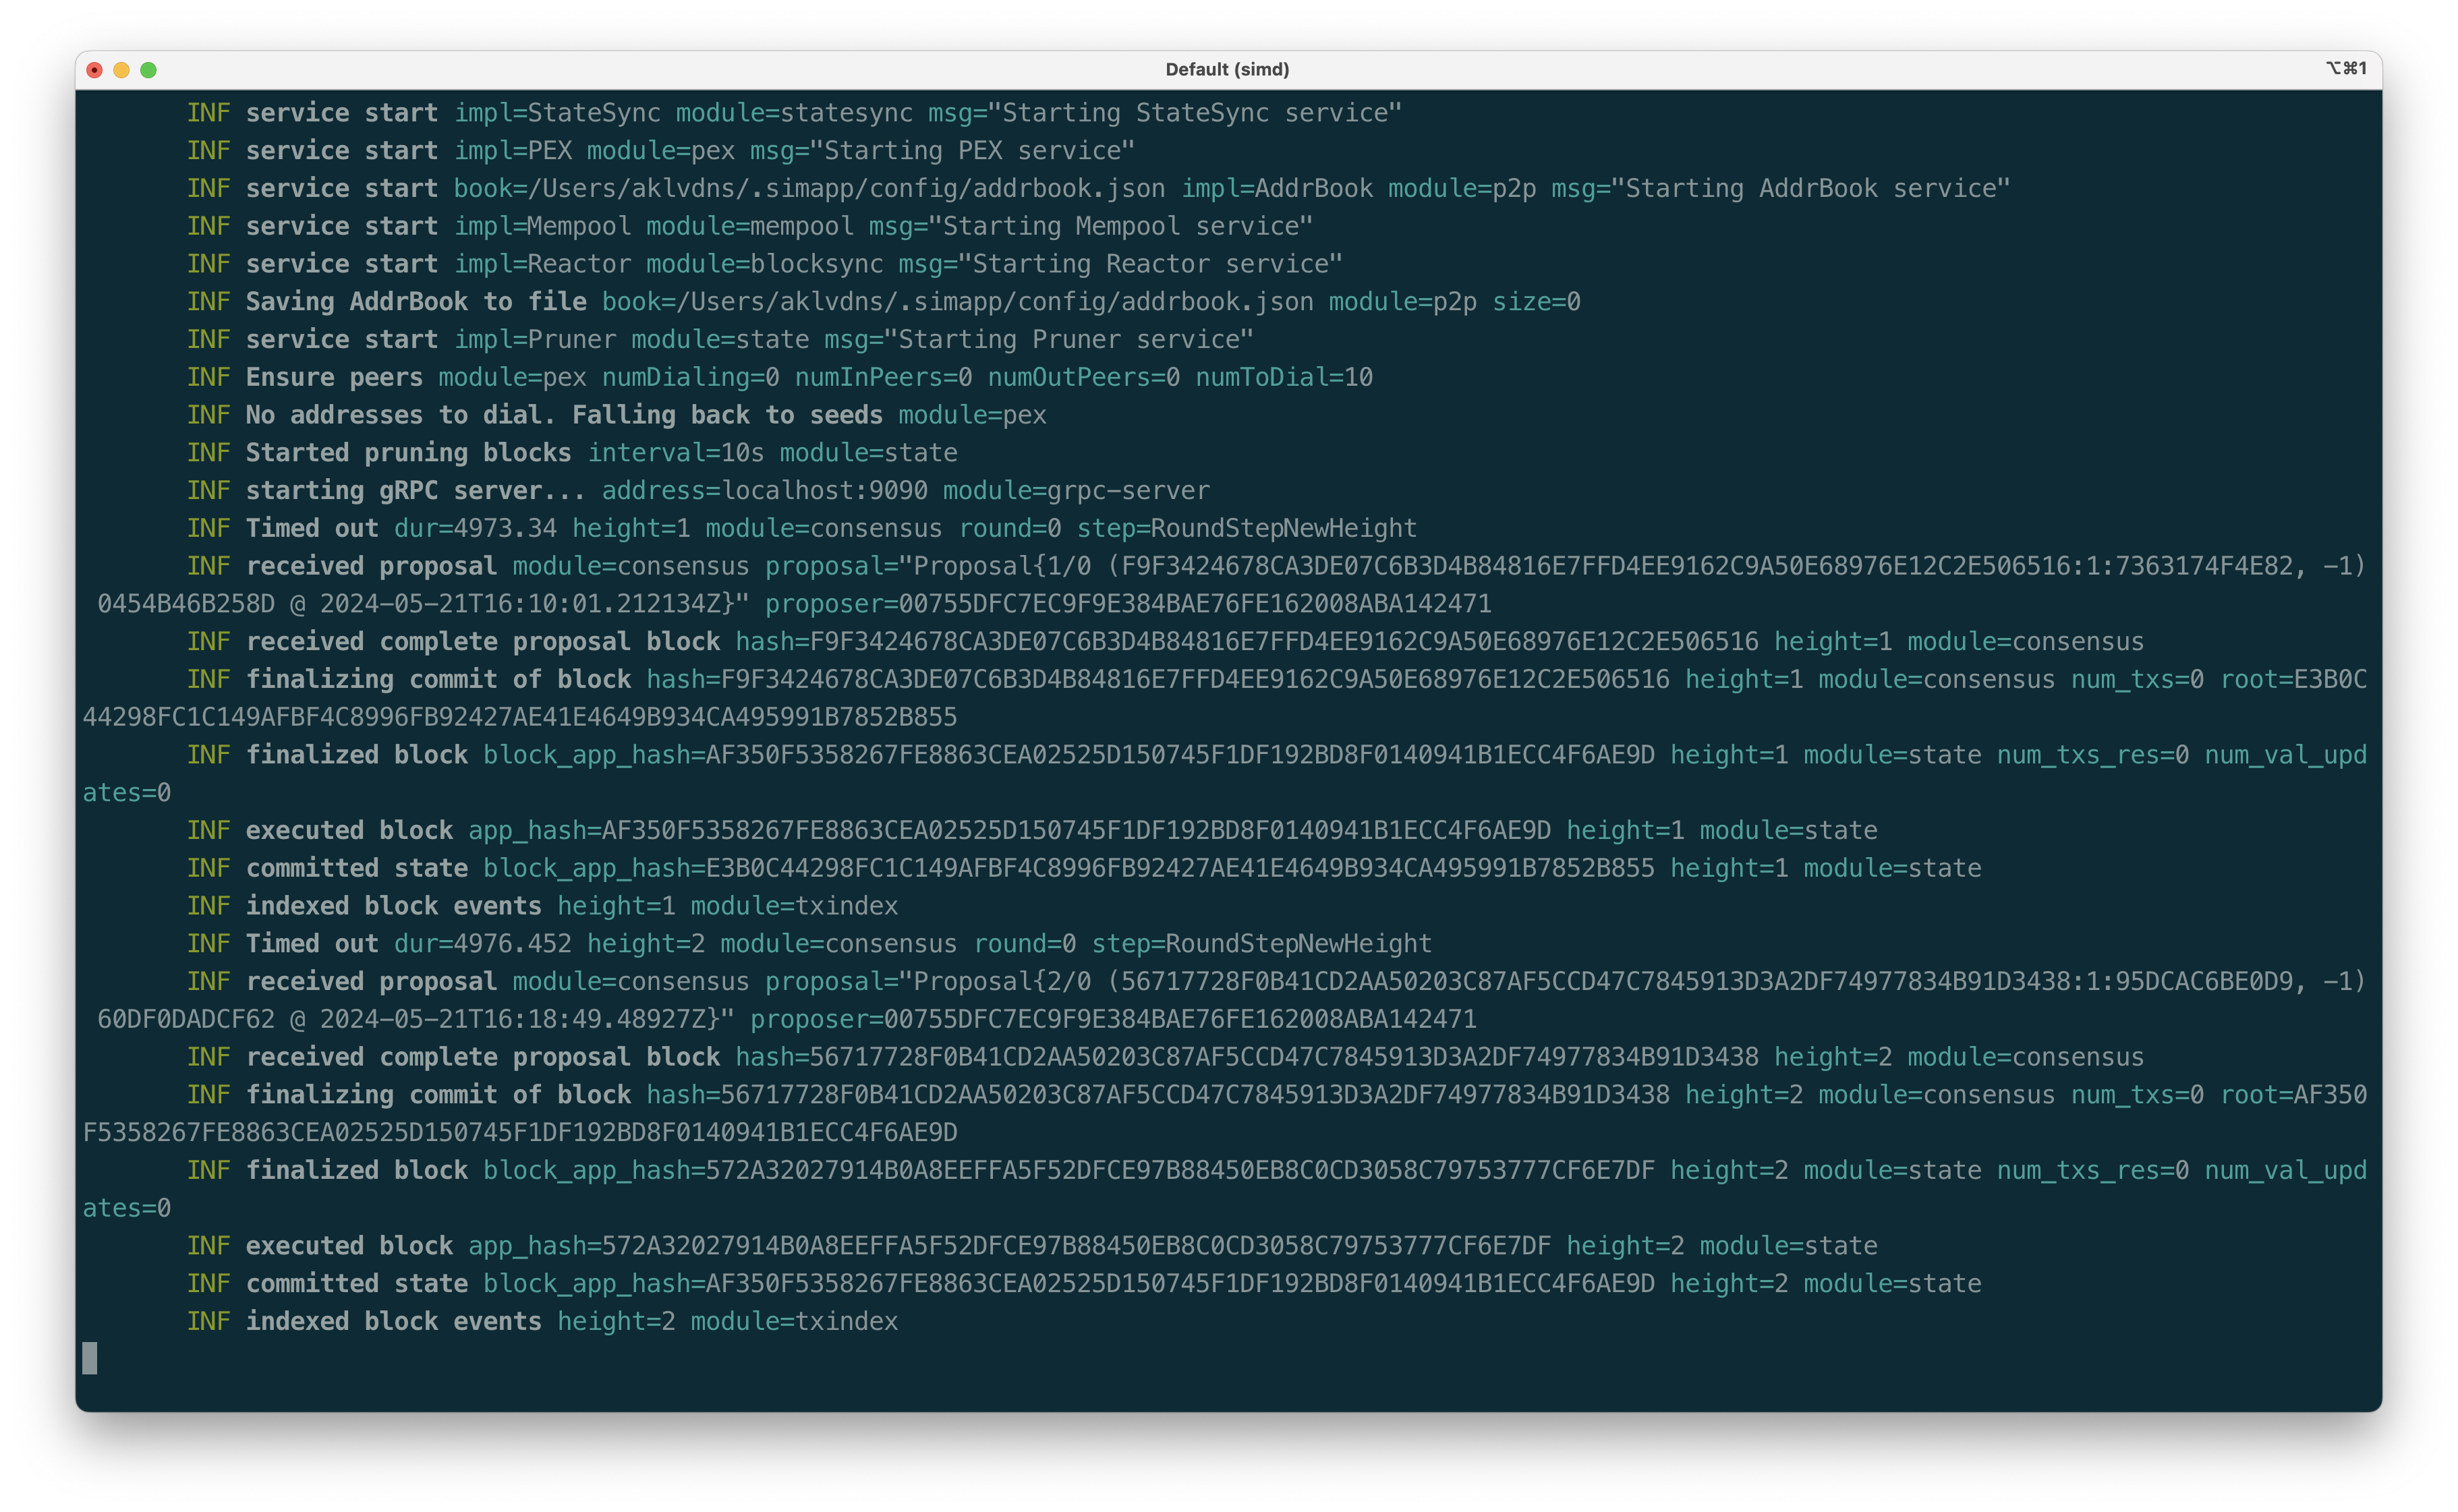 Default (simd)
⌥⌘1
INF service start impl=StateSync module=statesync msg="Starting StateSync service"
INF service start impl=PEX module=pex msg="Starting PEX service"
INF service start book=/Users/aklvdns/.simapp/config/addrbook.json impl=AddrBook module=p2p msg="Starting AddrBook service"
INF service start impl=Mempool module=mempool msg="Starting Mempool service"
INF service start impl=Reactor module=blocksync msg="Starting Reactor service"
INF Saving AddrBook to file book=/Users/aklvdns/.simapp/config/addrbook.json module=p2p size=0
INF service start impl=Pruner module=state msg="Starting Pruner service"
INF Ensure peers module=pex numDialing=0 numInPeers=0 numOutPeers=0 numToDial=10
INF No addresses to dial. Falling back to seeds module=pex
INF Started pruning blocks interval=10s module=state
INF starting gRPC server... address=localhost:9090 module=grpc-server
INF Timed out dur=4973.34 height=1 module=consensus round=0 step=RoundStepNewHeight
INF received proposal module=consensus proposal="Proposal{1/0 (F9F3424678CA3DE07C6B3D4B84816E7FFD4EE9162C9A50E68976E12C2E506516:1:7363174F4E82, -1)
0454B46B258D @ 2024-05-21T16:10:01.212134Z}" proposer=00755DFC7EC9F9E384BAE76FE162008ABA142471
INF received complete proposal block hash=F9F3424678CA3DE07C6B3D4B84816E7FFD4EE9162C9A50E68976E12C2E506516 height=1 module=consensus
INF finalizing commit of block hash=F9F3424678CA3DE07C6B3D4B84816E7FFD4EE9162C9A50E68976E12C2E506516 height=1 module=consensus num_txs=0 root=E3B0C
44298FC1C149AFBF4C8996FB92427AE41E4649B934CA495991B7852B855
INF finalized block block_app_hash=AF350F5358267FE8863CEA02525D150745F1DF192BD8F0140941B1ECC4F6AE9D height=1 module=state num_txs_res=0 num_val_upd
ates=0
INF executed block app_hash=AF350F5358267FE8863CEA02525D150745F1DF192BD8F0140941B1ECC4F6AE9D height=1 module=state
INF committed state block_app_hash=E3B0C44298FC1C149AFBF4C8996FB92427AE41E4649B934CA495991B7852B855 height=1 module=state
INF indexed block events height=1 module=txindex
INF Timed out dur=4976.452 height=2 module=consensus round=0 step=RoundStepNewHeight
INF received proposal module=consensus proposal="Proposal{2/0 (56717728F0B41CD2AA50203C87AF5CCD47C7845913D3A2DF74977834B91D3438:1:95DCAC6BE0D9, -1)
60DF0DADCF62 @ 2024-05-21T16:18:49.48927Z}" proposer=00755DFC7EC9F9E384BAE76FE162008ABA142471
INF received complete proposal block hash=56717728F0B41CD2AA50203C87AF5CCD47C7845913D3A2DF74977834B91D3438 height=2 module=consensus
INF finalizing commit of block hash=56717728F0B41CD2AA50203C87AF5CCD47C7845913D3A2DF74977834B91D3438 height=2 module=consensus num_txs=0 root=AF350
F5358267FE8863CEA02525D150745F1DF192BD8F0140941B1ECC4F6AE9D
INF finalized block block_app_hash=572A32027914B0A8EEFFA5F52DFCE97B88450EB8C0CD3058C79753777CF6E7DF height=2 module=state num_txs_res=0 num_val_upd
ates=0
INF executed block app_hash=572A32027914B0A8EEFFA5F52DFCE97B88450EB8C0CD3058C79753777CF6E7DF height=2 module=state
INF committed state block_app_hash=AF350F5358267FE8863CEA02525D150745F1DF192BD8F0140941B1ECC4F6AE9D height=2 module=state
INF indexed block events height=2 module=txindex